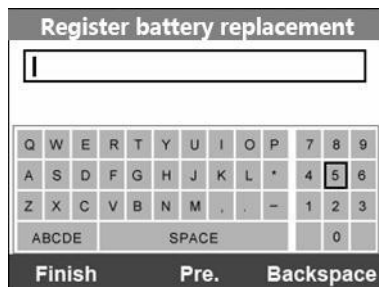 Register battery replacement
Q W E R T Y U I O P 7 8 9
A S D F G H J K L * 4 5 6
Z X C V B N M , . - 1 2 3
ABCDE SPACE 0
Finish Pre. Backspace